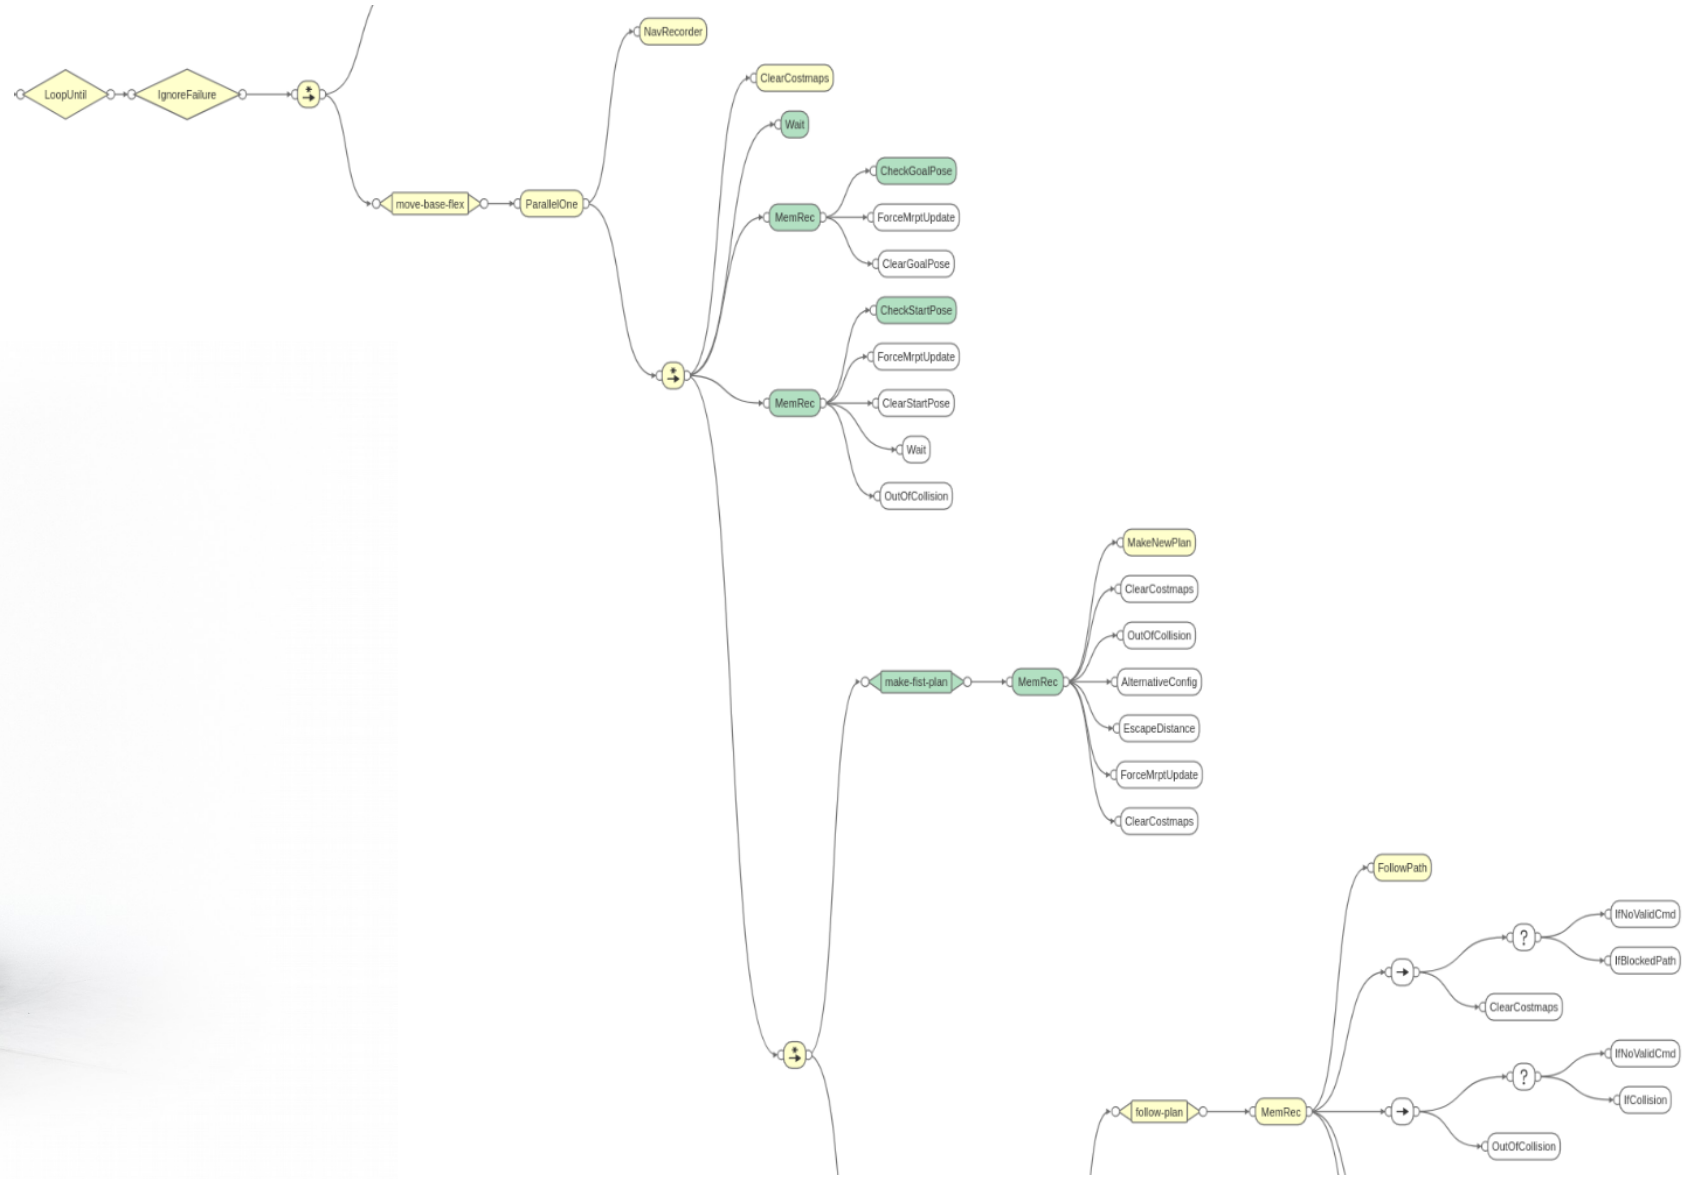 NavRecorder
ClearCostmaps
LoopUntil
IgnoreFailure
* →
Wait
CheckGoalPose
move-base-flex
ParallelOne
MemRec
ForceMrptUpdate
ClearGoalPose
CheckStartPose
ForceMrptUpdate
* →
MemRec
ClearStartPose
Wait
OutOfCollision
MakeNewPlan
ClearCostmaps
OutOfCollision
make-fist-plan
MemRec
AlternativeConfig
EscapeDistance
ForceMrptUpdate
ClearCostmaps
FollowPath
IfNoValidCmd
?
IfBlockedPath
→
ClearCostmaps
* →
IfNoValidCmd
?
IfCollision
follow-plan
MemRec
→
OutOfCollision